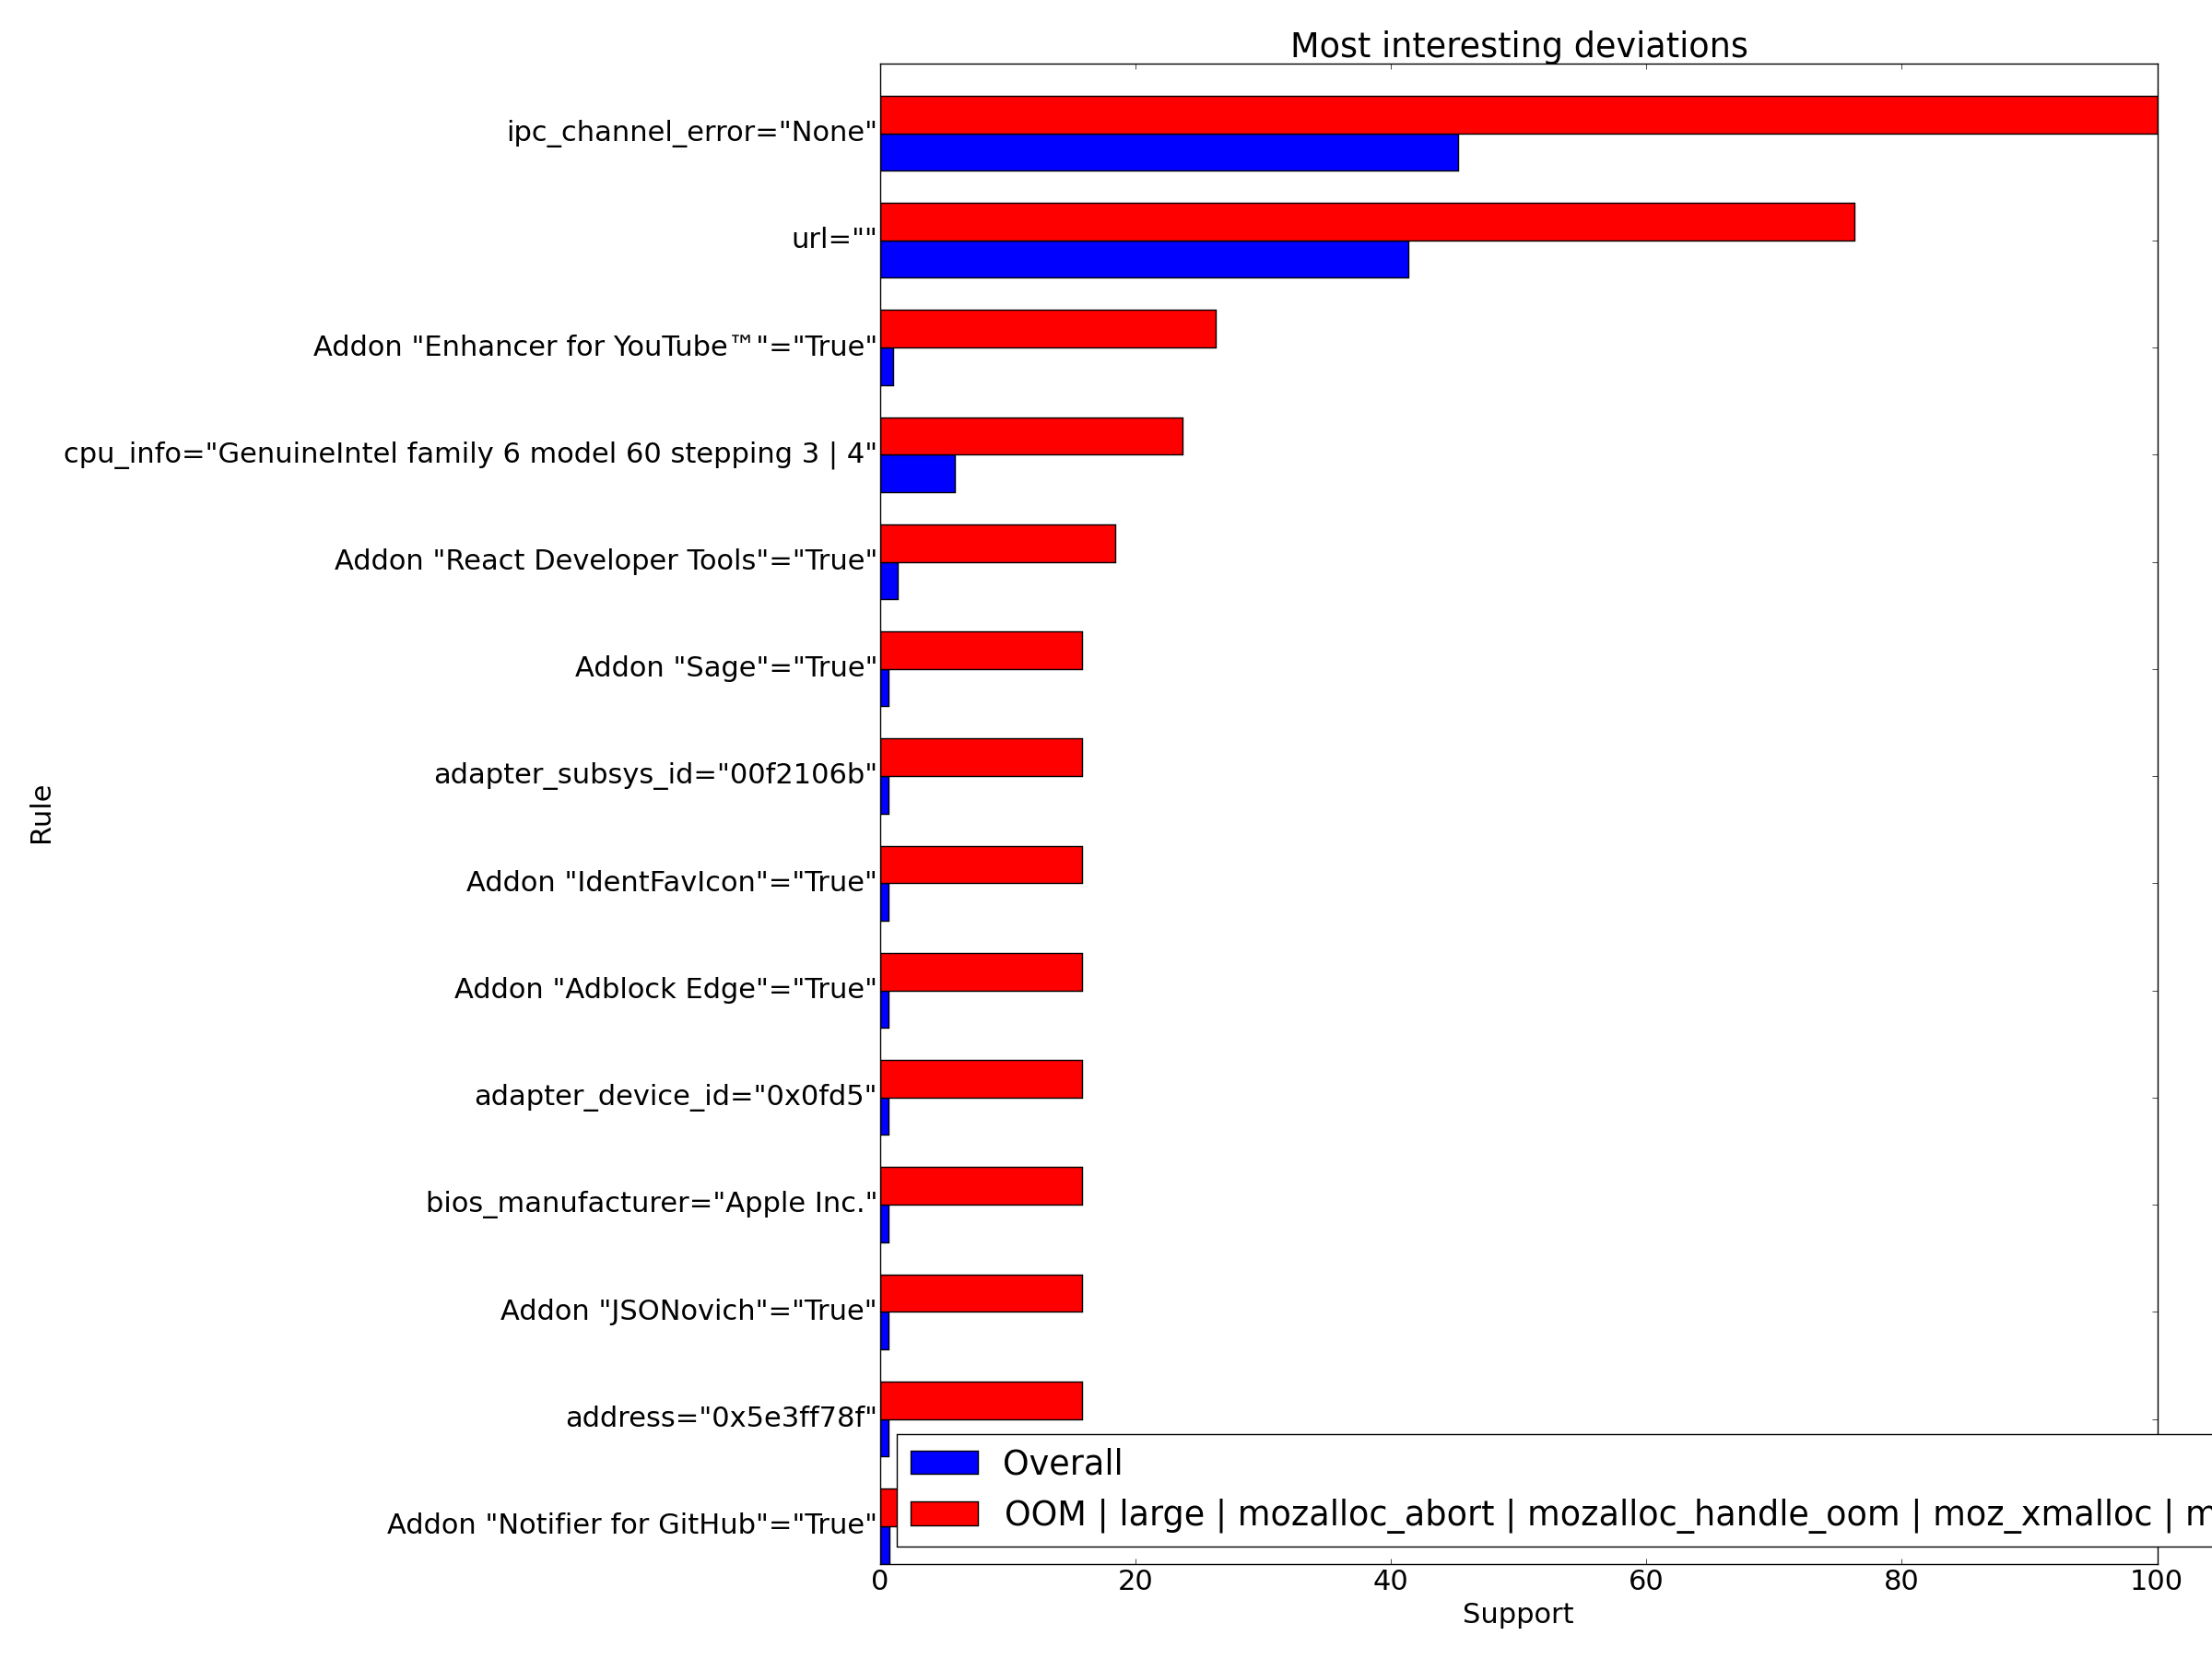 Most interesting deviations
ipc_channel_error="None"
url=""
Addon "Enhancer for YouTube™"="True"
cpu_info="GenuineIntel family 6 model 60 stepping 3 | 4"
Addon "React Developer Tools"="True"
Addon "Sage"="True"
adapter_subsys_id="00f2106b"
Rule
Addon "IdentFavIcon"="True"
Addon "Adblock Edge"="True"
adapter_device_id="0x0fd5"
bios_manufacturer="Apple Inc."
Addon "JSONovich"="True"
address="0x5e3ff78f"
Overall
OOM | large | mozalloc_abort | mozalloc_handle_oom | moz_xmalloc |
Addon "Notifier for GitHub"="True"
0 20 40 60 80 100
Support